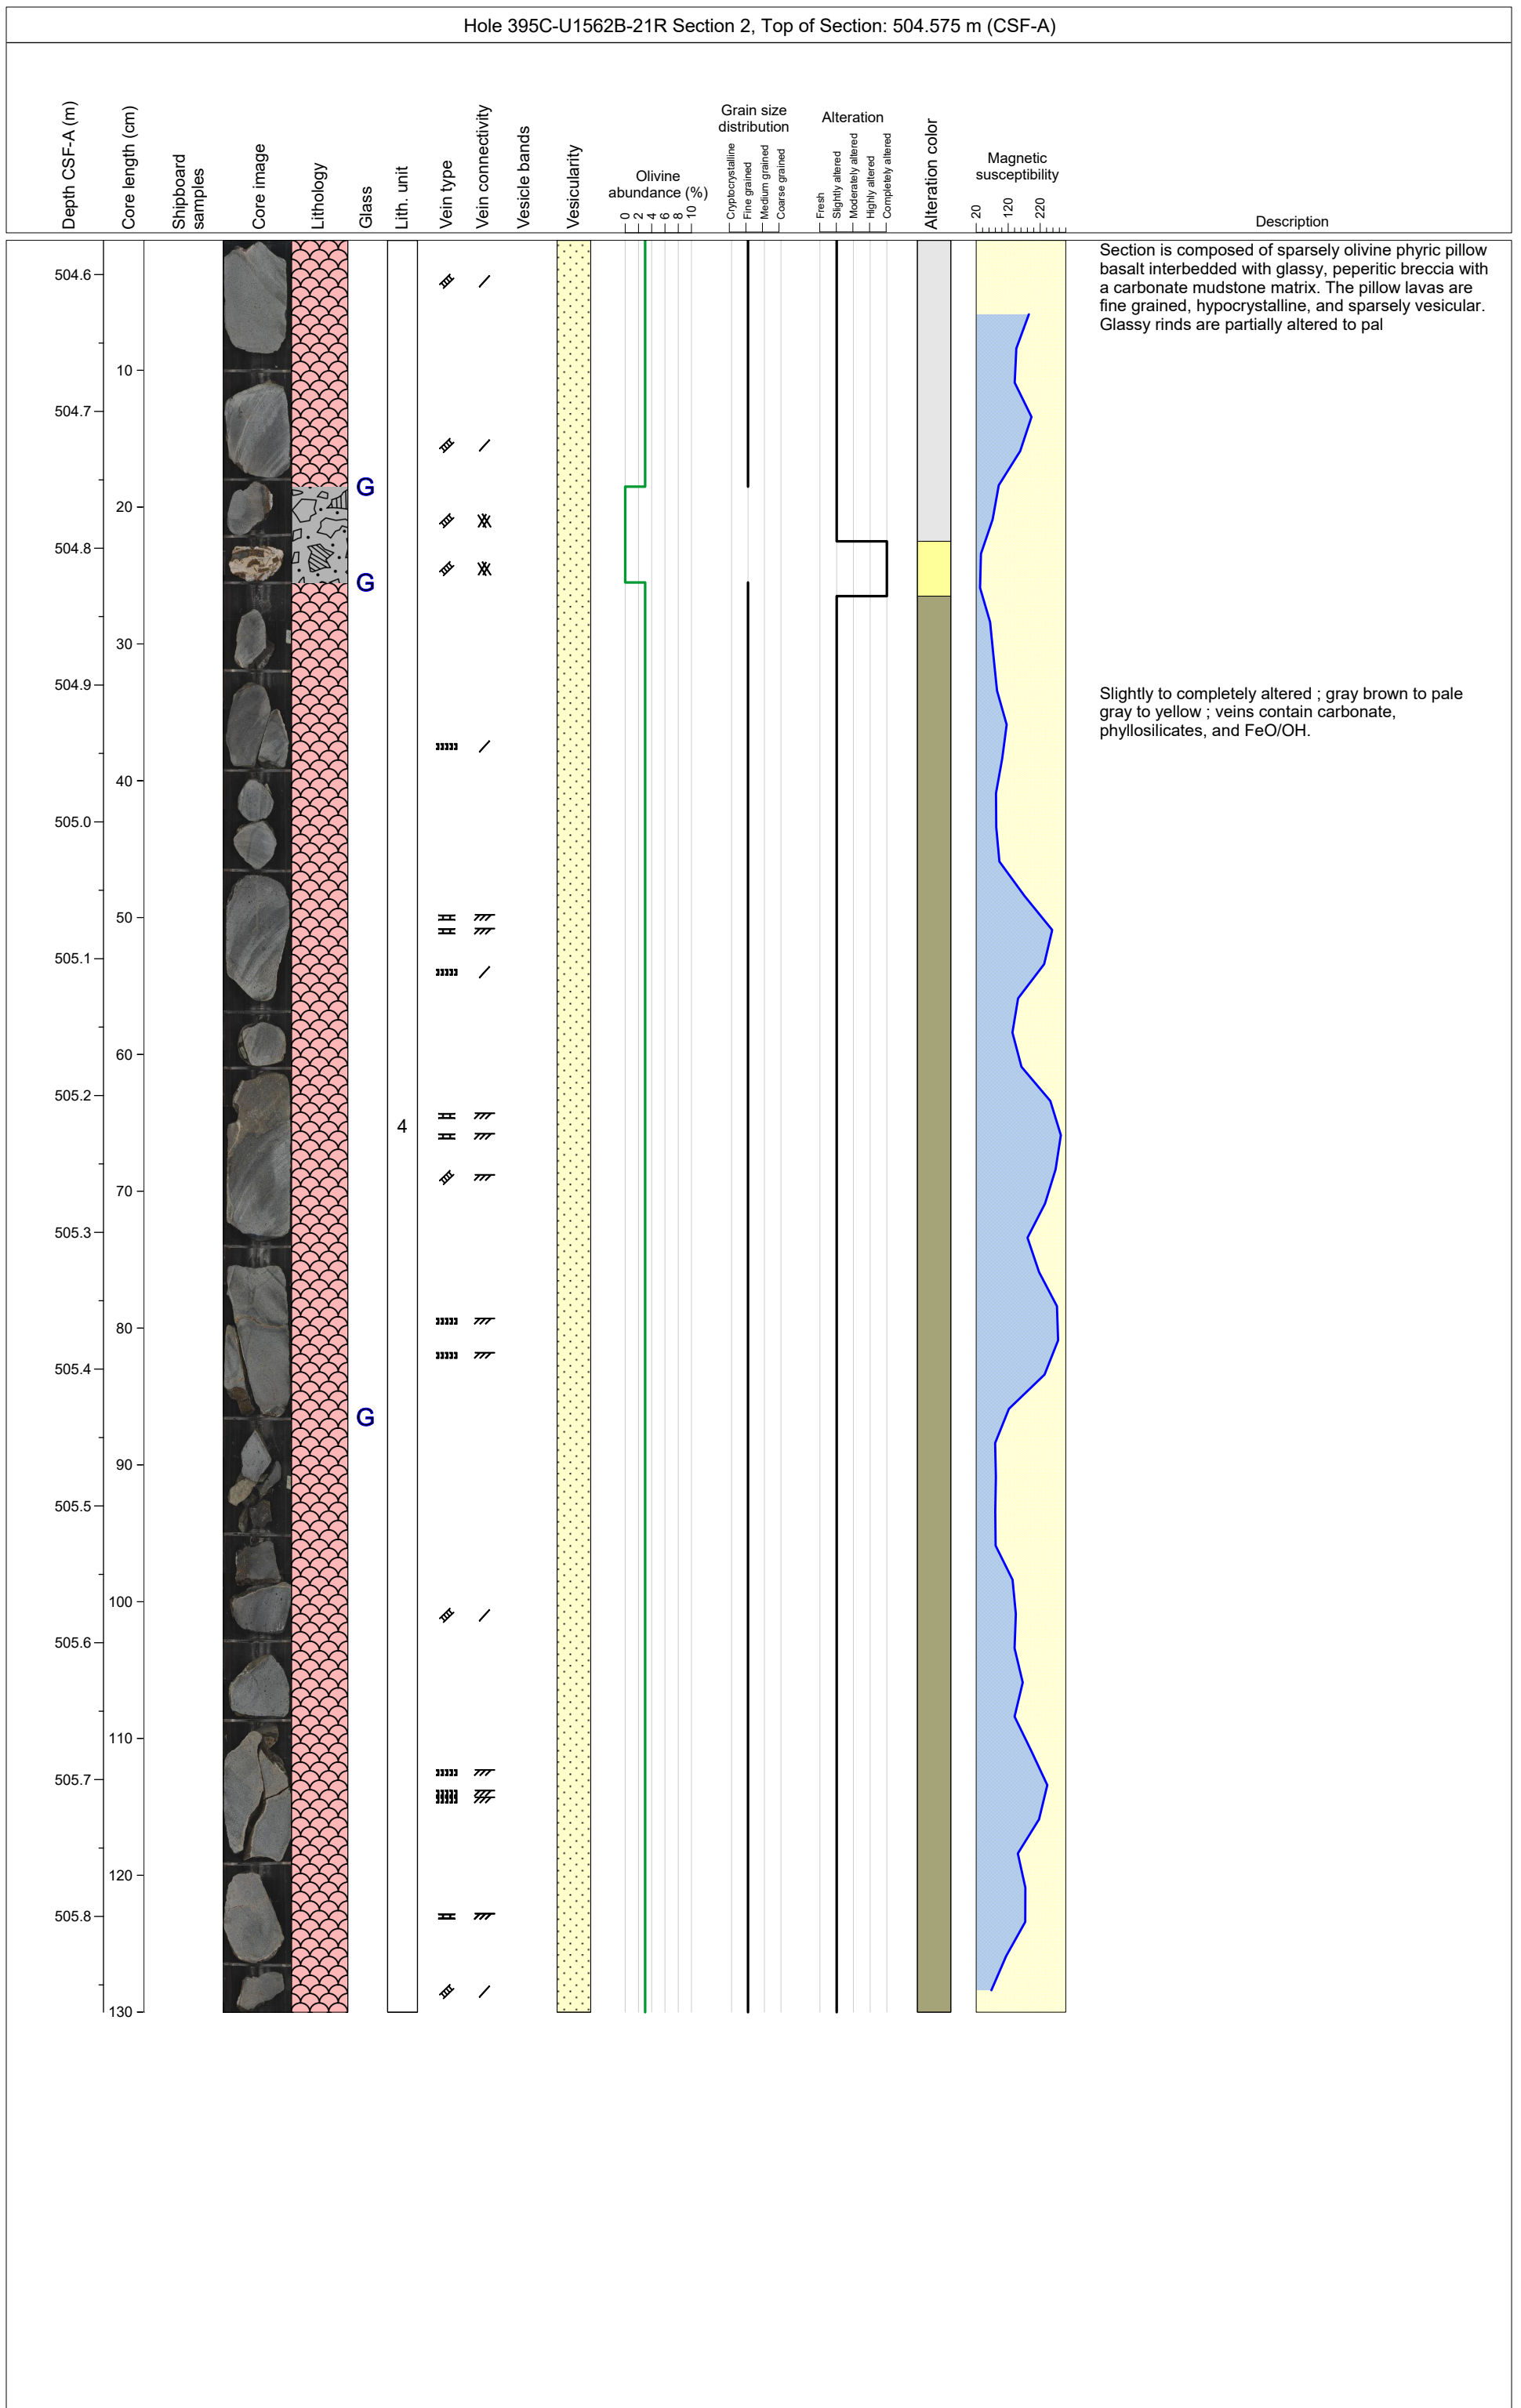 Hole 395C-U1562B-21R Section 2, Top of Section: 504.575 m (CSF-A)
Depth CSF-A (m)
Core length (cm)
Shipboard
samples
Core image
Lithology
Glass
Lith. unit
Vein type
Vein connectivity
Vesicle bands
Vesicularity
Olivine
abundance (%)
0
2
4
6
8
10
Grain size
distribution
Cryptocrystalline
Fine grained
Medium grained
Coarse grained
Alteration
Fresh
Slightly altered
Moderately altered
Highly altered
Completely altered
Alteration color
Magnetic
susceptibility
20
120
220
Description
504.6
504.7
504.8
504.9
505.0
505.1
505.2
505.3
505.4
505.5
505.6
505.7
505.8
10
20
30
40
50
60
70
80
90
100
110
120
130
G
G
G
4
Section is composed of sparsely olivine phyric pillow
basalt interbedded with glassy, peperitic breccia with
a carbonate mudstone matrix. The pillow lavas are
fine grained, hypocrystalline, and sparsely vesicular.
Glassy rinds are partially altered to pal
Slightly to completely altered ; gray brown to pale
gray to yellow ; veins contain carbonate,
phyllosilicates, and FeO/OH.